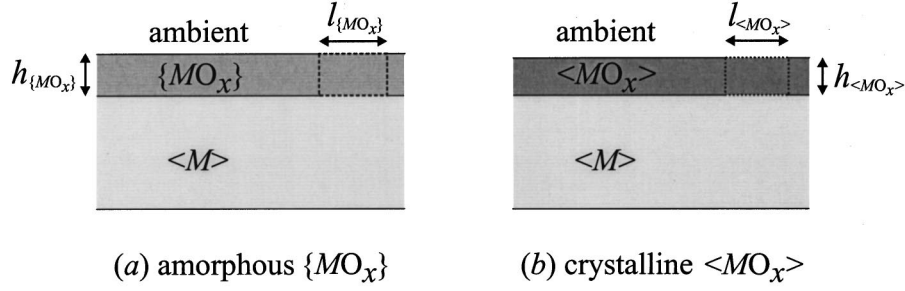 ambient
l{MOx}
h{MOx}
{MOx}
<M>
(a) amorphous {MOx}
ambient
l<MOx>
<MOx>
h<MOx>
<M>
(b) crystalline <MOx>